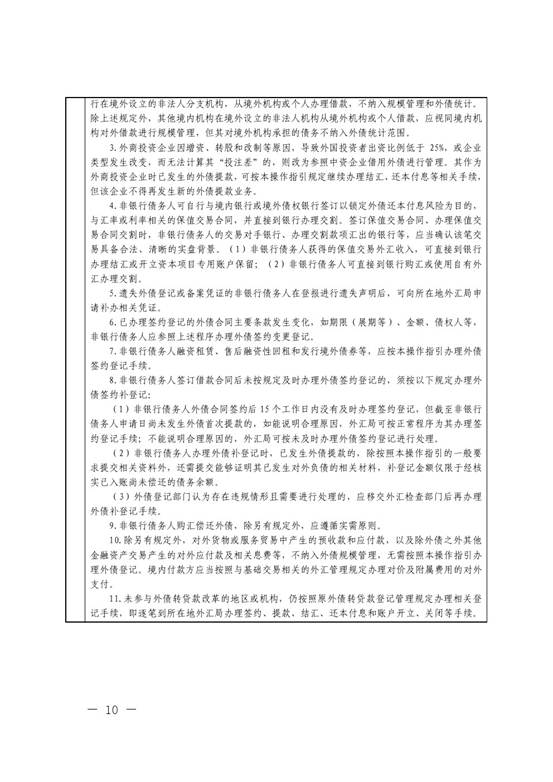 行在境外设立的非法人分支机构，从境外机构或个人办理借款，不纳入规模管理和外债统计。
除上述规定外，其他境内机构在境外设立的非法人机构从境外机构或个人借款，应视同境内机
构对外借款进行规模管理，但其对境外机构承担的债务不纳入外债统计范围。
3.外商投资企业因增资、转股和改制等原因，导致外国投资者出资比例低于 25%，或企业
类型发生改变，而无法计算其“投注差”的，则改为参照中资企业借用外债进行管理。其作为
外商投资企业时已发生的外债提款，可按本操作指引规定继续办理结汇、还本付息等相关手续，
但该企业不得再发生新的外债提款业务。
4.非银行债务人可自行与境内银行或境外债权银行签订以锁定外债还本付息风险为目的、
与汇率或利率相关的保值交易合同，并直接到银行办理交割。签订保值交易合同、办理保值交
易合同交割时，非银行债务人的交易对手银行、办理交割款项汇出的银行等，应当确认该笔交
易具备合法、清晰的实盘背景。（1）非银行债务人获得的保值交易外汇收入，可直接到银行
办理结汇或开立资本项目专用账户保留；（2）非银行债务人可直接到银行购汇或使用自有外
汇办理交割。
5.遗失外债登记或备案凭证的非银行债务人在登报进行遗失声明后，可向所在地外汇局申
请补办相关凭证。
6.已办理签约登记的外债合同主要条款发生变化，如期限（展期等）、金额、债权人等，
非银行债务人应参照上述程序办理外债签约变更登记。
7.非银行债务人融资租赁、售后融资性回租和发行境外债券等，应按本操作指引办理外债
签约登记手续。
8.非银行债务人签订借款合同后未按规定及时办理外债签约登记的，须按以下规定办理外
债签约补登记：
（1）非银行债务人外债合同签约后 15 个工作日内没有及时办理签约登记，但截至非银行
债务人申请日尚未发生外债首次提款的，如能说明合理原因，外汇局可按正常程序为其办理签
约登记手续；不能说明合理原因的，外汇局可按未及时办理外债签约登记进行处理。
（2）非银行债务人办理外债补登记时，已发生外债提款的，除按照本操作指引的一般要
求提交相关资料外，还需提交能够证明其已发生对外负债的相关材料，补登记金额仅限于经核
实已入账尚未偿还的债务余额。
（3）外债登记部门认为存在违规情形且需要进行处理的，应移交外汇检查部门后再办理
外债补登记手续。
9.非银行债务人购汇偿还外债，除另有规定外，应遵循实需原则。
10.除另有规定外，对外货物或服务贸易中产生的预收款和应付款，以及除外债之外其他
金融资产交易产生的对外应付款及相关息费等，不纳入外债规模管理，无需按照本操作指引办
理外债登记。境内付款方应当按照与基础交易相关的外汇管理规定办理对价及附属费用的对外
支付。
11.未参与外债转贷款改革的地区或机构，仍按照原外债转贷款登记管理规定办理相关登
记手续，即逐笔到所在地外汇局办理签约、提款、结汇、还本付息和账户开立、关闭等手续。
— 10 —